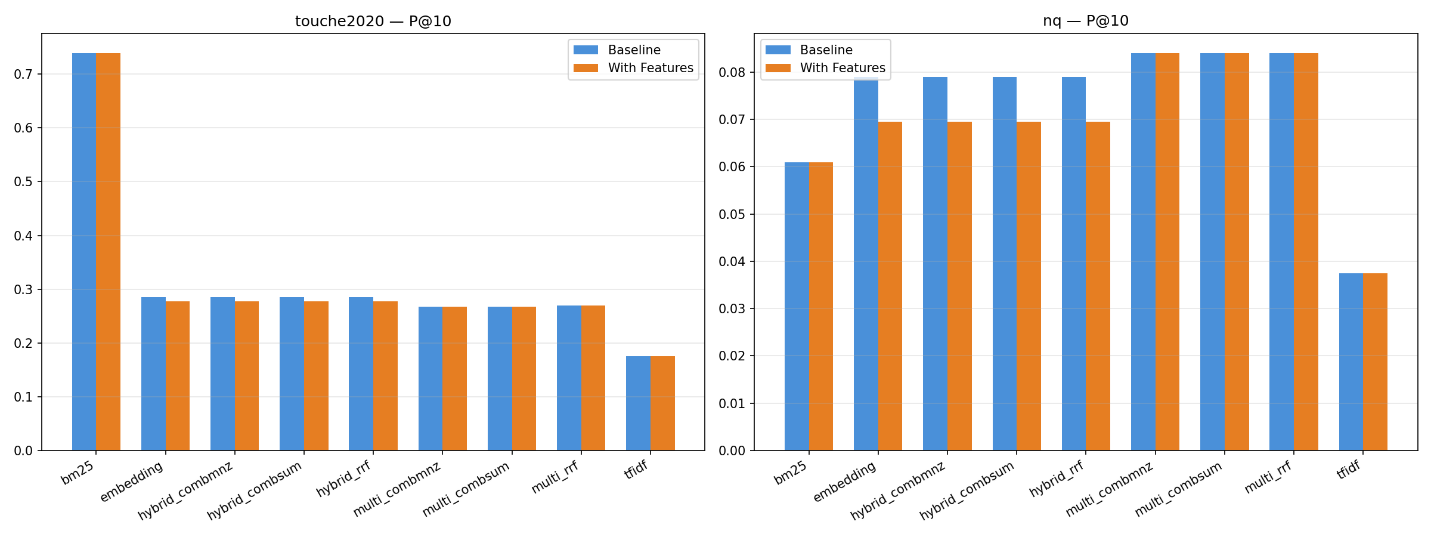 touche2020 — P@10
Baseline
With Features
0.7
0.6
0.5
0.4
0.3
0.2
0.1
0.0
bm25
embedding
hybrid_combmnz
hybrid_combsum
hybrid_rrf
multi_combmnz
multi_combsum
multi_rrf
tfidf
nq — P@10
Baseline
With Features
0.08
0.07
0.06
0.05
0.04
0.03
0.02
0.01
0.00
bm25
embedding
hybrid_combmnz
hybrid_combsum
hybrid_rrf
multi_combmnz
multi_combsum
multi_rrf
tfidf